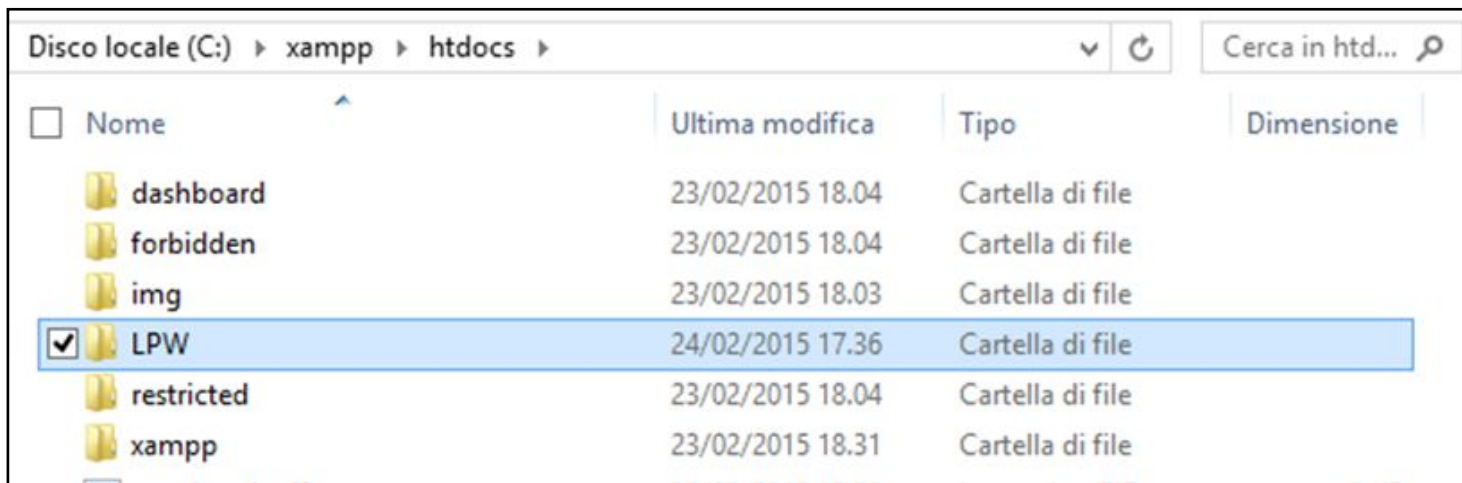 Disco locale (C:) xampp htdocs Cerca in htd...
Nome Ultima modifica Tipo Dimensione
dashboard 23/02/2015 18.04 Cartella di file
forbidden 23/02/2015 18.04 Cartella di file
img 23/02/2015 18.03 Cartella di file
LPW 24/02/2015 17.36 Cartella di file
restricted 23/02/2015 18.04 Cartella di file
xampp 23/02/2015 18.31 Cartella di file